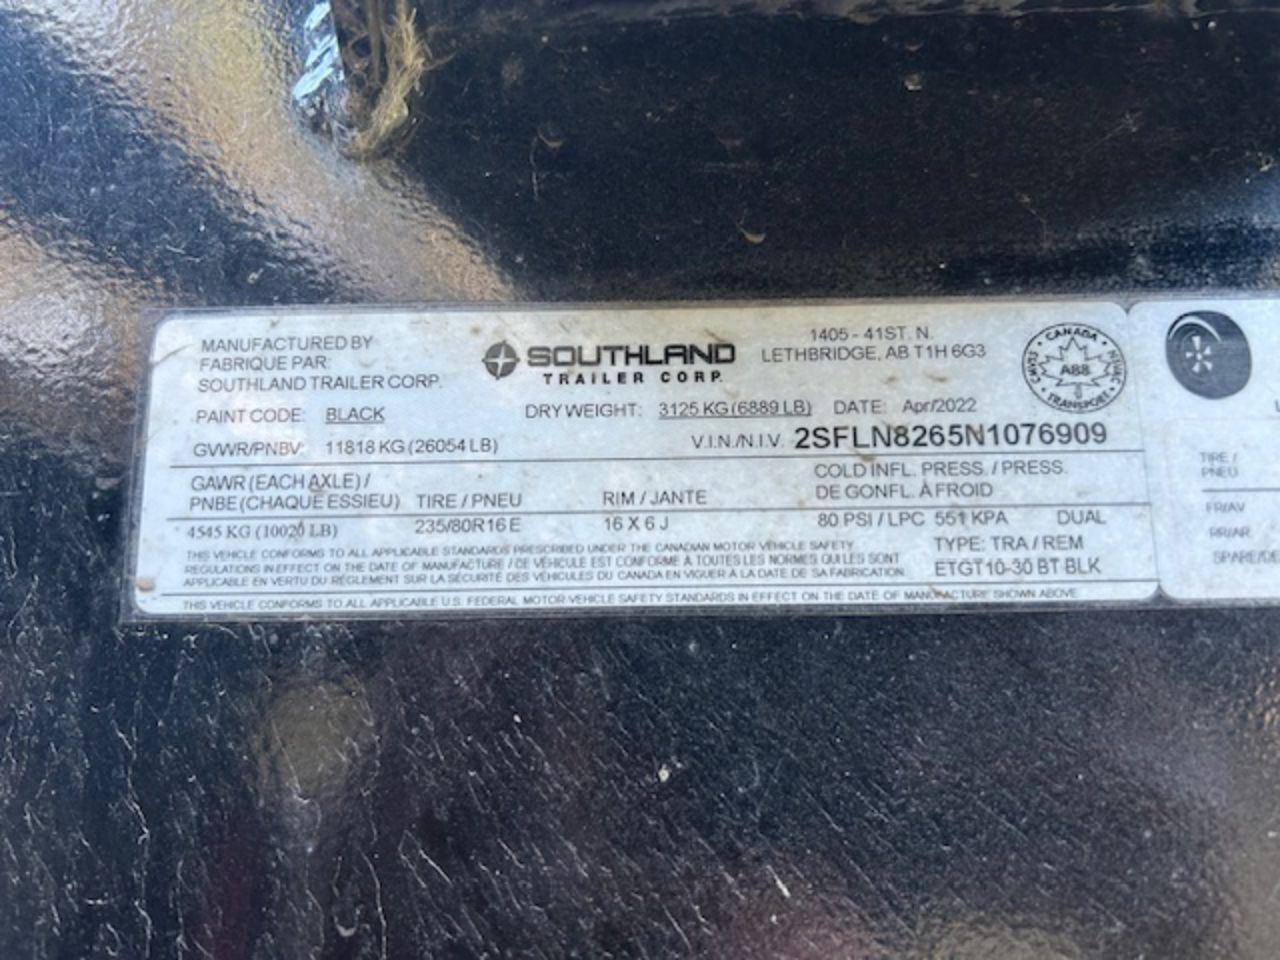 MANUFACTURED BY
FABRIQUE PAR:
SOUTHLAND TRAILER CORP.
SOUTHLAND
TRAILER CORP.
1405 - 41ST. N.
LETHBRIDGE, AB T1H 6G3
CANADA
A88
TRANSPORT
PAINT CODE: BLACK
DRY WEIGHT: 3125 KG (6889 LB) DATE: Apr/2022
GVWR/PNBV: 11818 KG (26054 LB)
V.I.N./N.I.V. 2SFLN8265N1076909
GAWR (EACH AXLE) /
PNBE (CHAQUE ESSIEU) TIRE / PNEU RIM / JANTE
COLD INFL. PRESS. / PRESS.
DE GONFL. À FROID
4545 KG (10020 LB) 235/80R16 E 16 X 6 J 80 PSI / LPC 551 KPA DUAL
THIS VEHICLE CONFORMS TO ALL APPLICABLE STANDARDS PRESCRIBED UNDER THE CANADIAN MOTOR VEHICLE SAFETY
REGULATIONS IN EFFECT ON THE DATE OF MANUFACTURE / CE VÉHICULE EST CONFORME À TOUTES LES NORMES QUI LES SONT
APPLICABLE EN VERTU DU RÈGLEMENT SUR LA SÉCURITÉ DES VÉHICULES DU CANADA EN VIGUER À LA DATE DE SA FABRICATION.
TYPE: TRA / REM
ETGT10-30 BT BLK
THIS VEHICLE CONFORMS TO ALL APPLICABLE U.S. FEDERAL MOTOR VEHICLE SAFETY STANDARDS IN EFFECT ON THE DATE OF MANUFACTURE SHOWN ABOVE.
TIRE /
PNEU
FR/AV
RR/AR